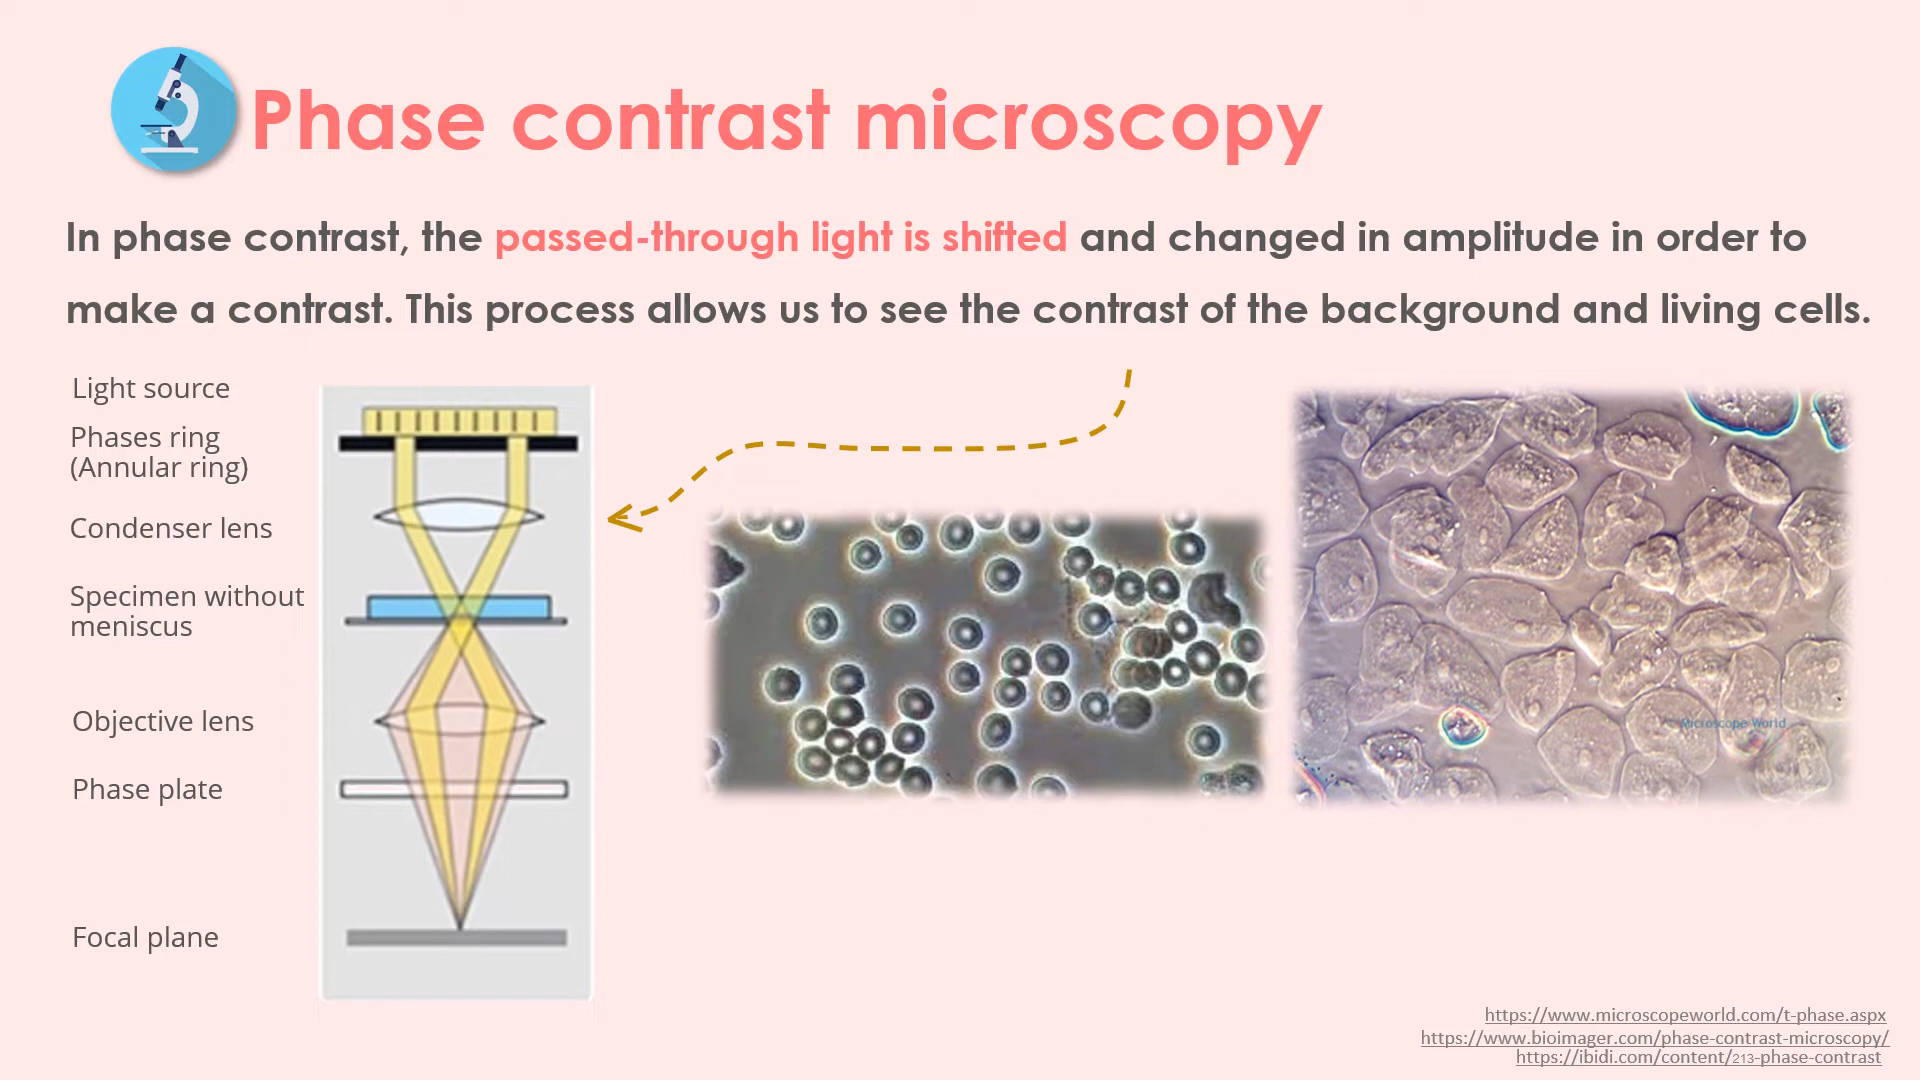 Phase contrast microscopy
In phase contrast, the passed-through light is shifted and changed in amplitude in order to
make a contrast. This process allows us to see the contrast of the background and living cells.
Light source
Phases ring
(Annular ring)
Condenser lens
Specimen without
meniscus
Objective lens
Phase plate
Focal plane
© Microscope World
https://www.microscopeworld.com/t-phase.aspx
https://www.bioimager.com/phase-contrast-microscopy/
https://ibidi.com/content/213-phase-contrast